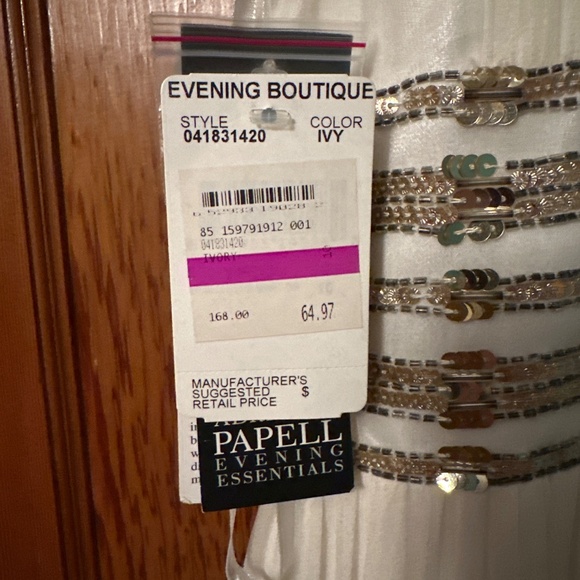 EVENING BOUTIQUE
STYLE COLOR
041831420 IVY
85 159791912 001
041831420
IVORY
168.00 64.97
MANUFACTURER'S
SUGGESTED $
RETAIL PRICE
PAPELL
EVENING
ESSENTIALS